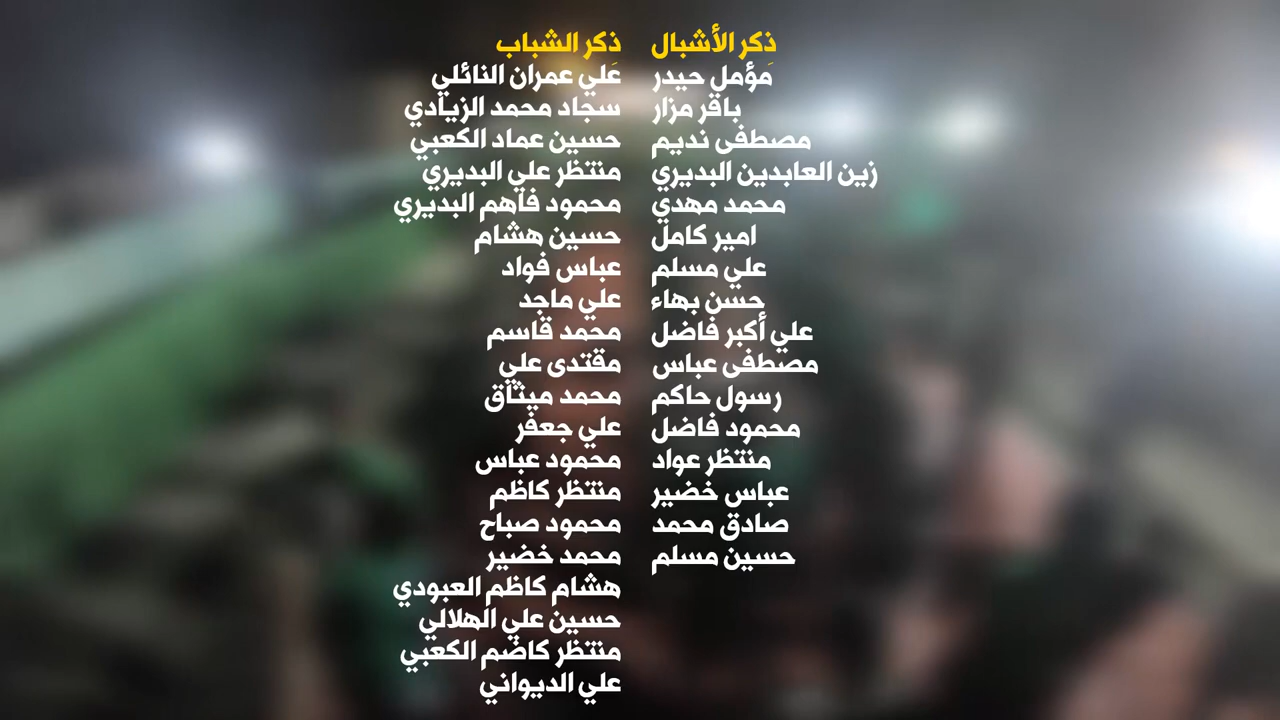 ذكر الأشبال
مؤمل حيدر
باقر مزار
مصطفى نديم
زين العابدين البديري
محمد مهدي
امير كامل
علي مسلم
حسن بهاء
علي أكبر فاضل
مصطفى عباس
رسول حاكم
محمود فاضل
منتظر عواد
عباس خضير
صادق محمد
حسين مسلم
ذكر الشباب
علي عمران النائلي
سجاد محمد الزيادي
حسين عماد الكعبي
منتظر علي البديري
محمود فاهم البديري
حسين هشام
عباس فواد
علي ماجد
محمد قاسم
مقتدى علي
محمد ميثاق
علي جعفر
محمود عباس
منتظر كاظم
محمود صباح
محمد خضير
هشام كاظم العبودي
حسين علي الهلالي
منتظر كاضم الكعبي
علي الديواني